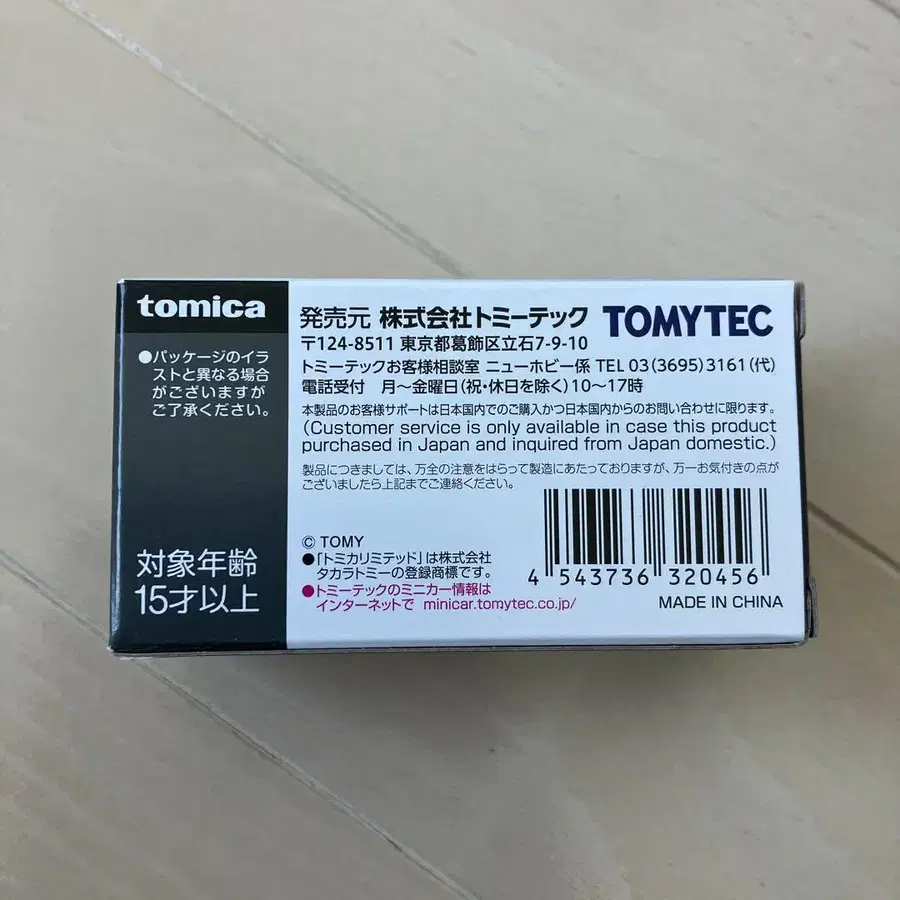 tomica
●パッケージのイラ
ストと異なる場合
がございますが
ご了承ください。
対象年齢
15才以上
発売元 株式会社トミーテック TOMYTEC
〒124-8511 東京都葛飾区立石7-9-10
トミーテックお客様相談室 ニューホビー係 TEL 03(3695)3161(代)
電話受付 月〜金曜日(祝・休日を除く)10〜17時
本製品のお客様サポートは日本国内でのご購入かつ日本国内からのお問い合わせに限ります。
(Customer service is only available in case this product
purchased in Japan and inquired from Japan domestic.)
製品につきましては、万全の注意をはらって製造にあたっておりますが、万一お気付きの点が
ございましたら上記までご連絡ください。
© TOMY
●「トミカリミテッド」は株式会社
タカラトミーの登録商標です。
●トミーテックのミニカー情報は
インターネットで minicar.tomytec.co.jp/
4 543736 320456
MADE IN CHINA